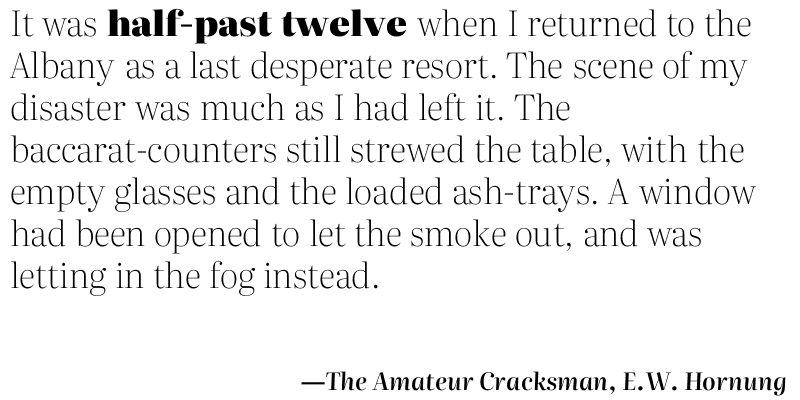 It was half-past twelve when I returned to the
Albany as a last desperate resort. The scene of my
disaster was much as I had left it. The
baccarat-counters still strewed the table, with the
empty glasses and the loaded ash-trays. A window
had been opened to let the smoke out, and was
letting in the fog instead.
—The Amateur Cracksman, E.W. Hornung